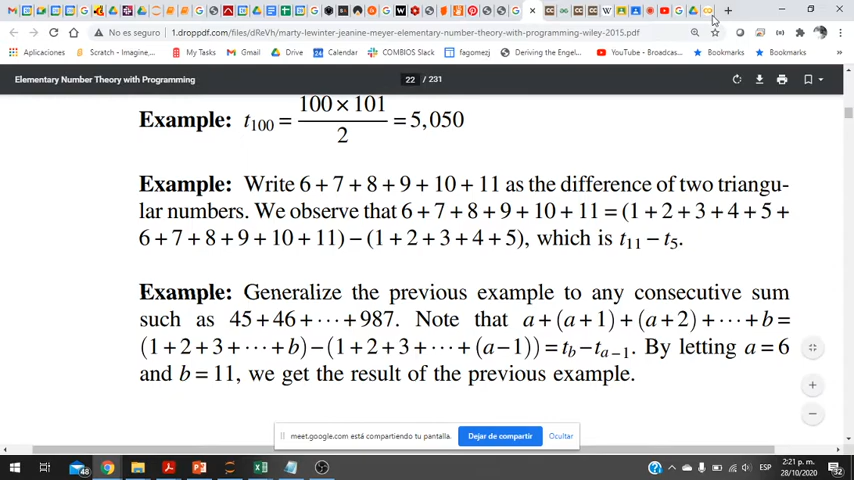 No es seguro | 1.droppdf.com/files/dReVh/marty-lewinter-jeanine-meyer-elementary-number-theory-with-programming-wiley-2015.pdf
Aplicaciones Scratch – Imagine,... My Tasks Gmail Drive Calendar COMBIOS Slack fagomezj Deriving the Eleg... YouTube - Broadcas... Bookmarks Bookmarks
Elementary Number Theory with Programming 22 / 231
Example: t100 = 100 × 101 / 2 = 5,050
Example: Write 6 + 7 + 8 + 9 + 10 + 11 as the difference of two triangu-
lar numbers. We observe that 6 + 7 + 8 + 9 + 10 + 11 = (1 + 2 + 3 + 4 + 5 +
6 + 7 + 8 + 9 + 10 + 11) − (1 + 2 + 3 + 4 + 5), which is t11 − t5.
Example: Generalize the previous example to any consecutive sum
such as 45 + 46 + ··· + 987. Note that a + (a + 1) + (a + 2) + ··· + b =
(1 + 2 + 3 + ··· + b) − (1 + 2 + 3 + ··· + (a − 1)) = tb − ta − 1. By letting a = 6
and b = 11, we get the result of the previous example.
meet.google.com está compartiendo tu pantalla. Dejar de compartir Ocultar
48
ESP
2:21 p. m.
28/10/2020
32